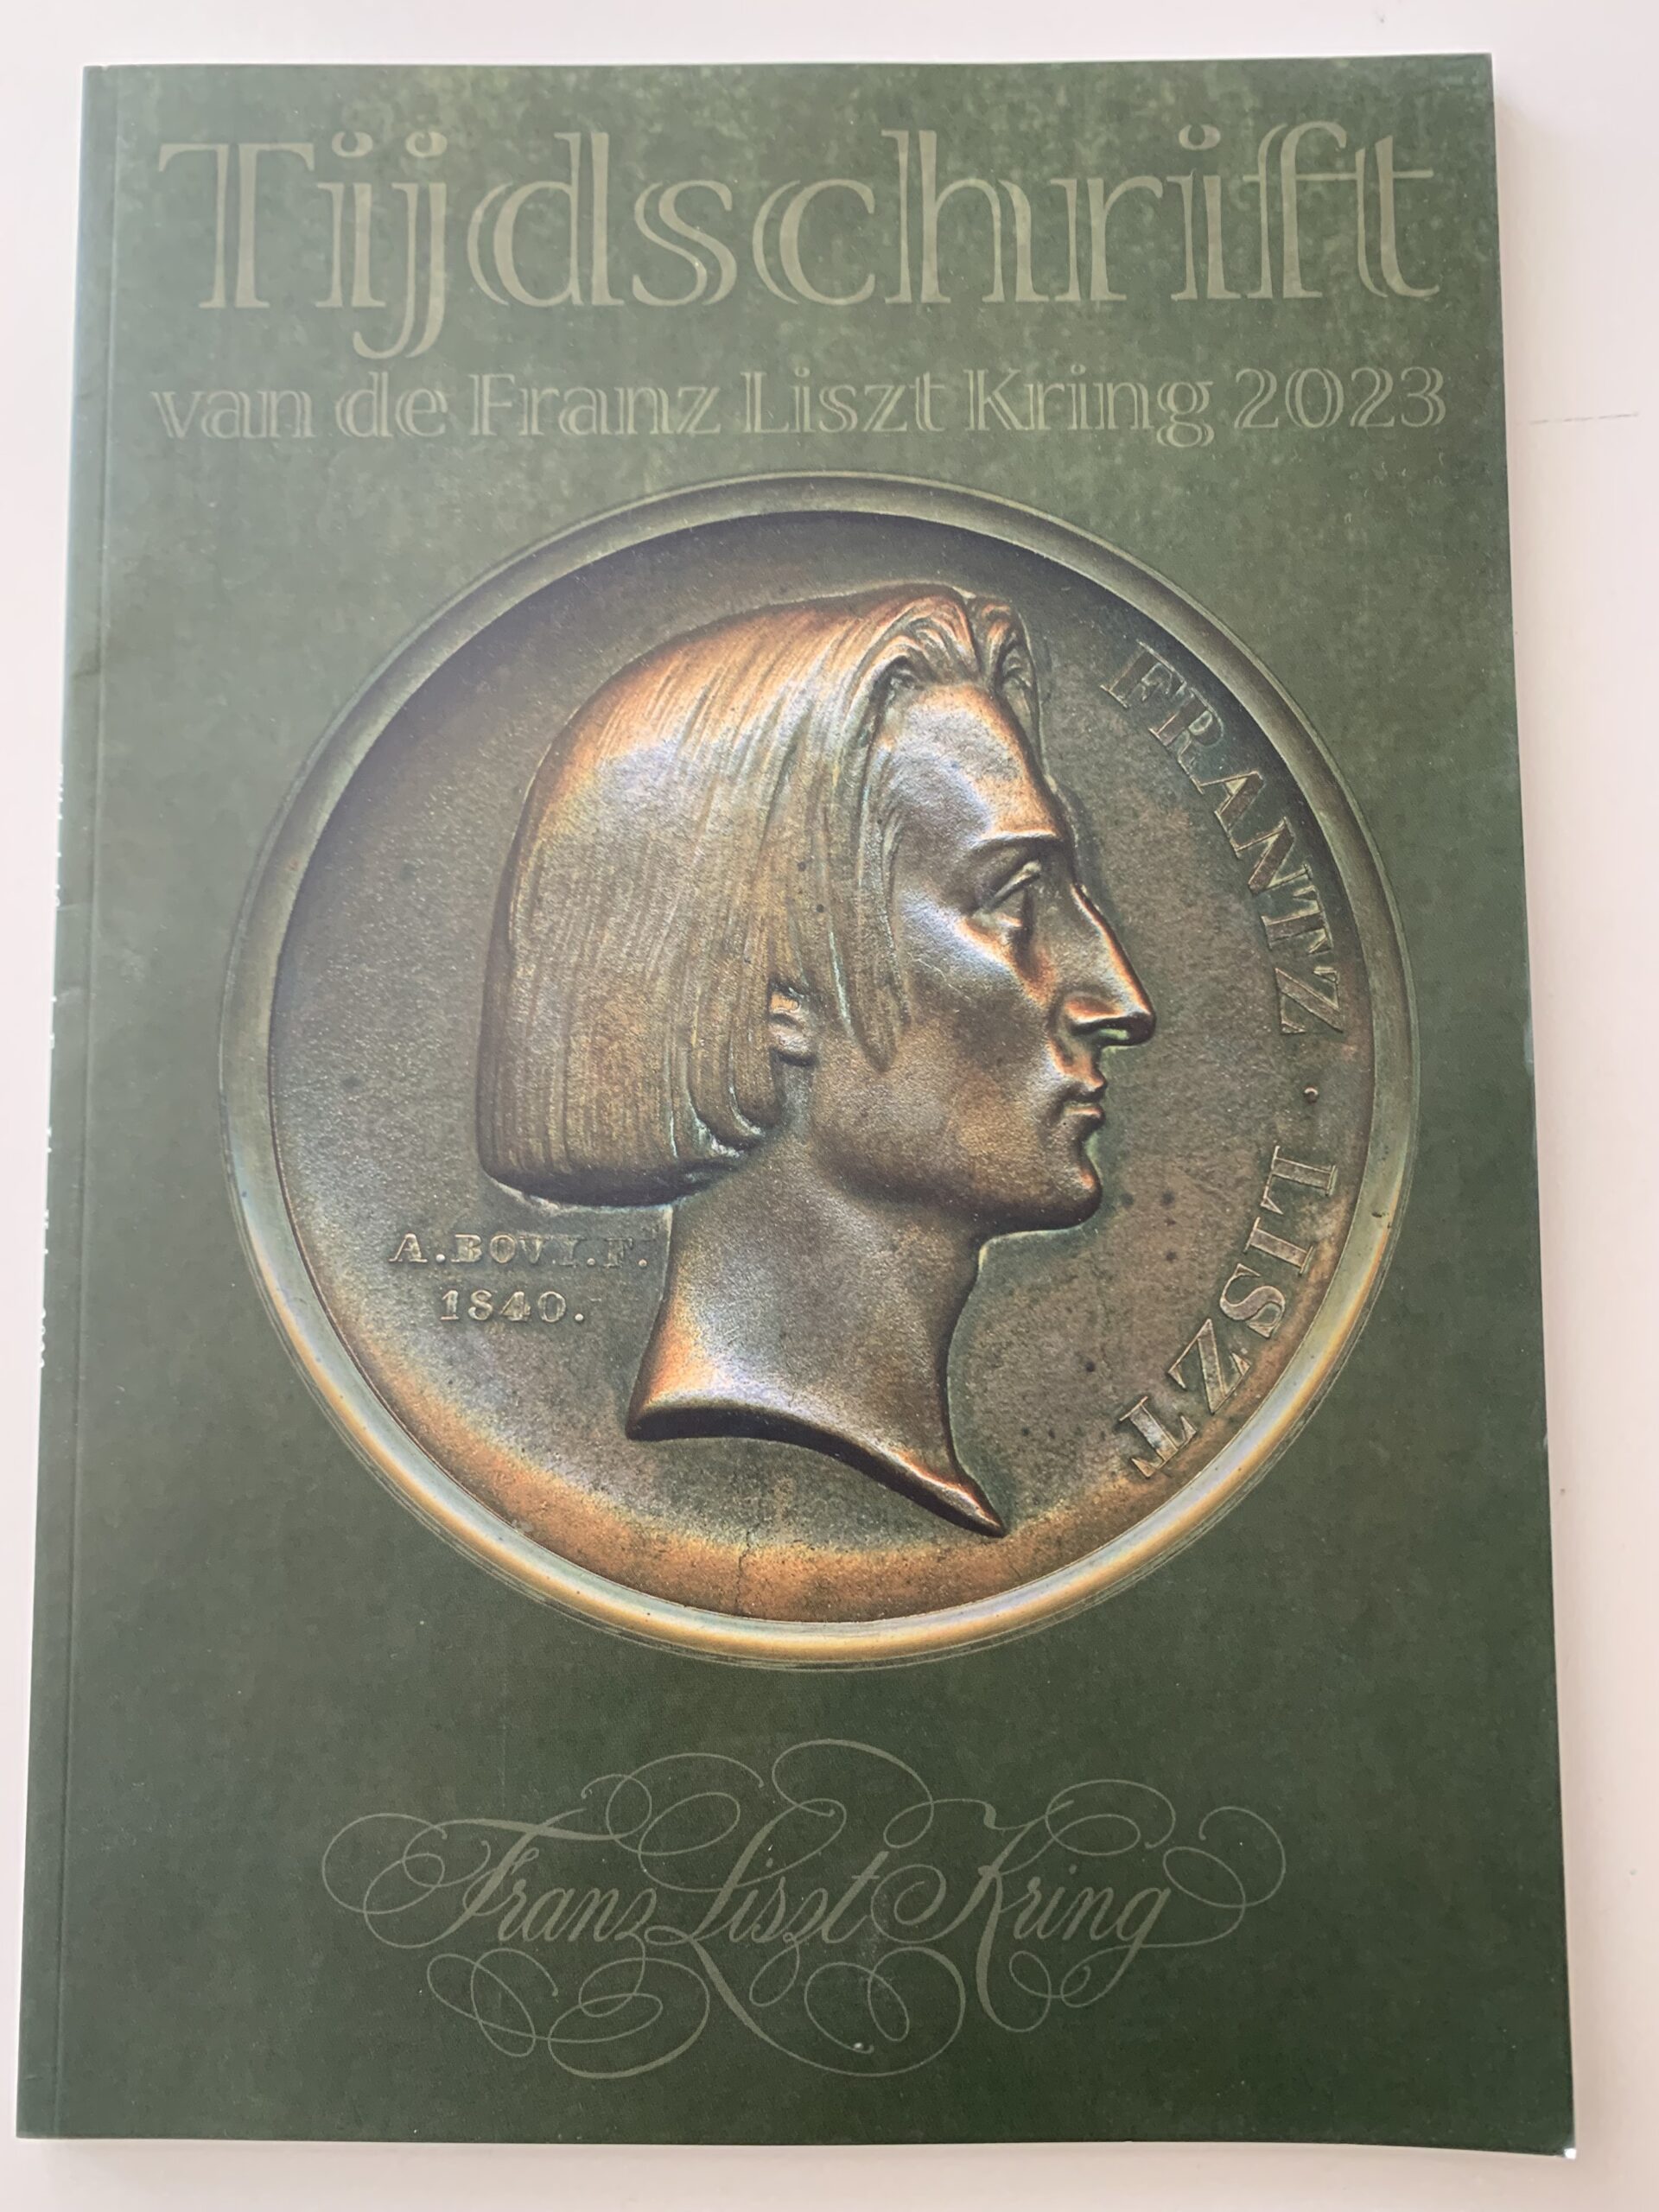 Tijdschrift
van de Franz Liszt Kring 2023
FRANTZ · LISZT
A.BOVY.F.
1840.
Franz Liszt Kring